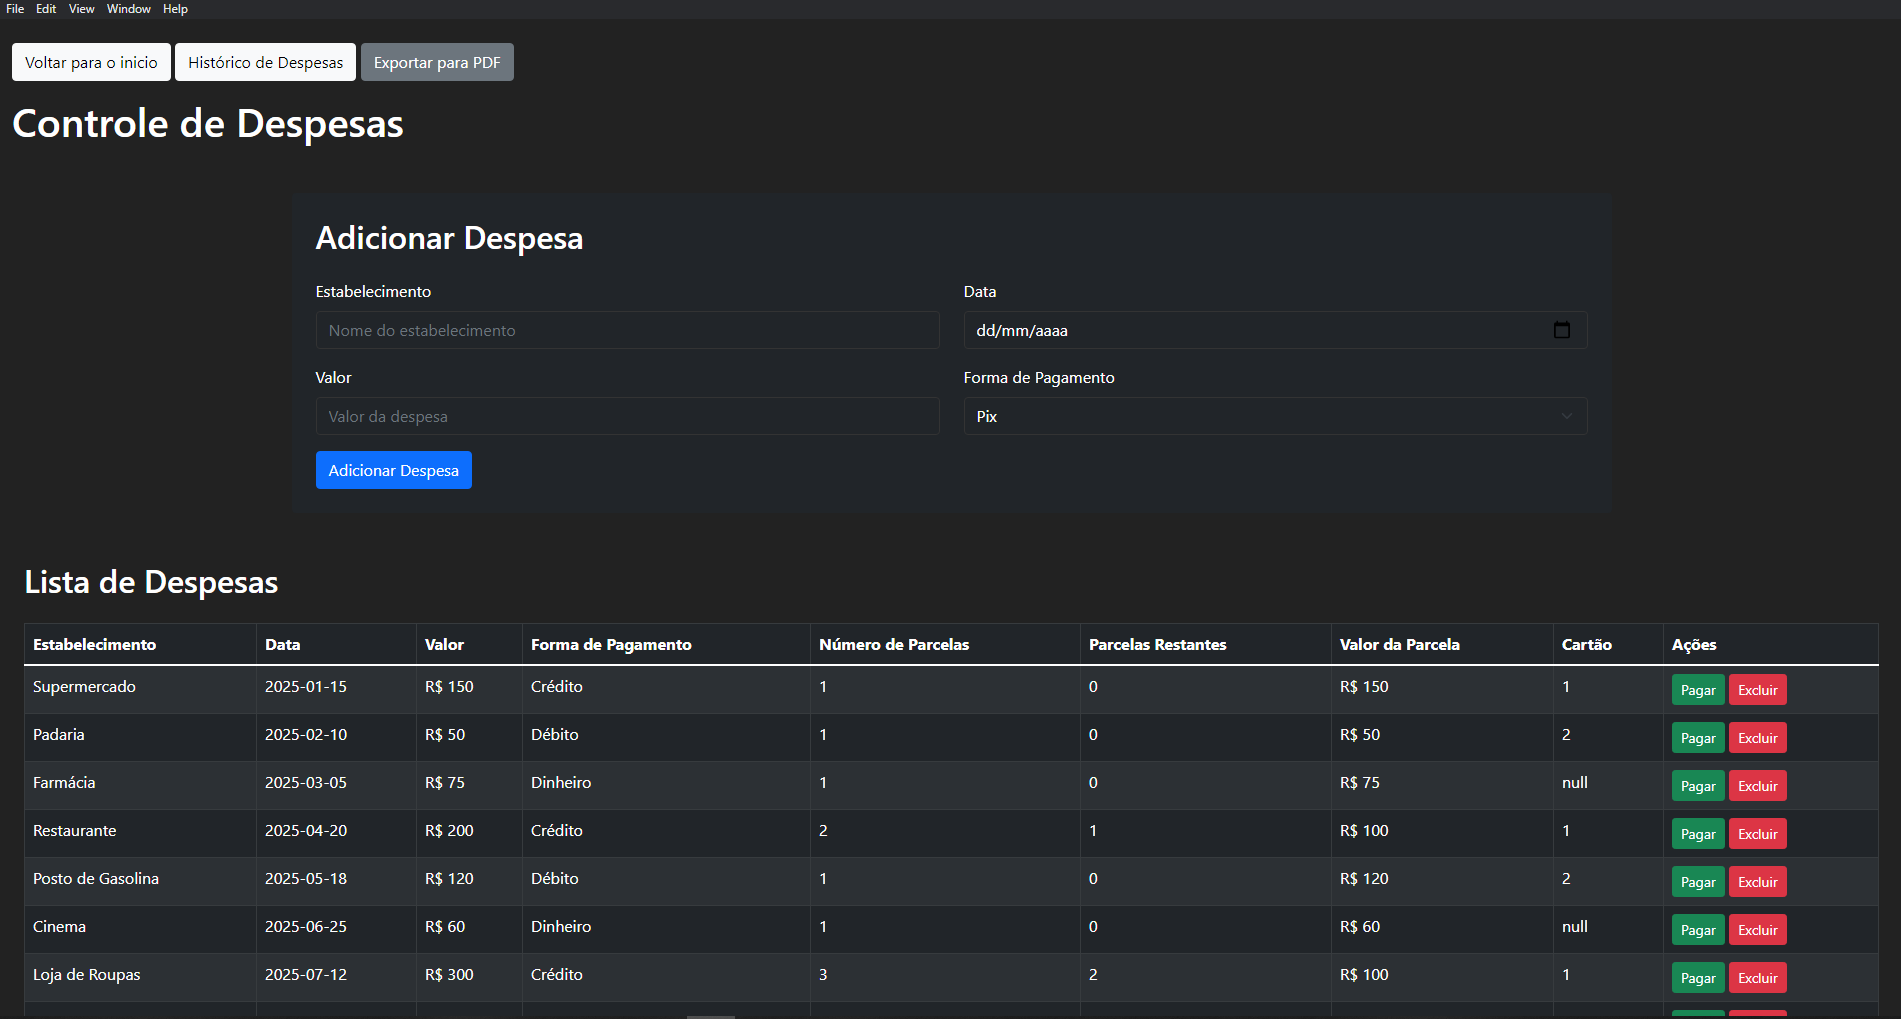 File Edit View Window Help
Voltar para o inicio Histórico de Despesas Exportar para PDF
Controle de Despesas
Adicionar Despesa
Estabelecimento Data
Nome do estabelecimento dd/mm/aaaa
Valor Forma de Pagamento
Valor da despesa Pix
Adicionar Despesa
Lista de Despesas
Estabelecimento Data Valor Forma de Pagamento Número de Parcelas Parcelas Restantes Valor da Parcela Cartão Ações
Supermercado 2025-01-15 R$ 150 Crédito 1 0 R$ 150 1 Pagar Excluir
Padaria 2025-02-10 R$ 50 Débito 1 0 R$ 50 2 Pagar Excluir
Farmácia 2025-03-05 R$ 75 Dinheiro 1 0 R$ 75 null Pagar Excluir
Restaurante 2025-04-20 R$ 200 Crédito 2 1 R$ 100 1 Pagar Excluir
Posto de Gasolina 2025-05-18 R$ 120 Débito 1 0 R$ 120 2 Pagar Excluir
Cinema 2025-06-25 R$ 60 Dinheiro 1 0 R$ 60 null Pagar Excluir
Loja de Roupas 2025-07-12 R$ 300 Crédito 3 2 R$ 100 1 Pagar Excluir